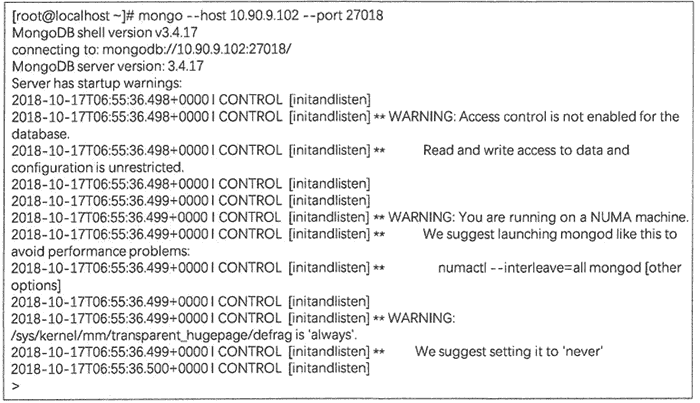 [root@localhost ~]# mongo --host 10.90.9.102 --port 27018
MongoDB shell version v3.4.17
connecting to: mongodb://10.90.9.102:27018/
MongoDB server version: 3.4.17
Server has startup warnings:
2018-10-17T06:55:36.498+0000 I CONTROL [initandlisten]
2018-10-17T06:55:36.498+0000 I CONTROL [initandlisten] ** WARNING: Access control is not enabled for the
database.
2018-10-17T06:55:36.498+0000 I CONTROL [initandlisten] ** Read and write access to data and
configuration is unrestricted.
2018-10-17T06:55:36.498+0000 I CONTROL [initandlisten]
2018-10-17T06:55:36.499+0000 I CONTROL [initandlisten]
2018-10-17T06:55:36.499+0000 I CONTROL [initandlisten] ** WARNING: You are running on a NUMA machine.
2018-10-17T06:55:36.499+0000 I CONTROL [initandlisten] ** We suggest launching mongod like this to
avoid performance problems:
2018-10-17T06:55:36.499+0000 I CONTROL [initandlisten] ** numactl --interleave=all mongod [other
options]
2018-10-17T06:55:36.499+0000 I CONTROL [initandlisten]
2018-10-17T06:55:36.499+0000 I CONTROL [initandlisten] ** WARNING:
/sys/kernel/mm/transparent_hugepage/defrag is 'always'.
2018-10-17T06:55:36.499+0000 I CONTROL [initandlisten] ** We suggest setting it to 'never'
2018-10-17T06:55:36.500+0000 I CONTROL [initandlisten]
>